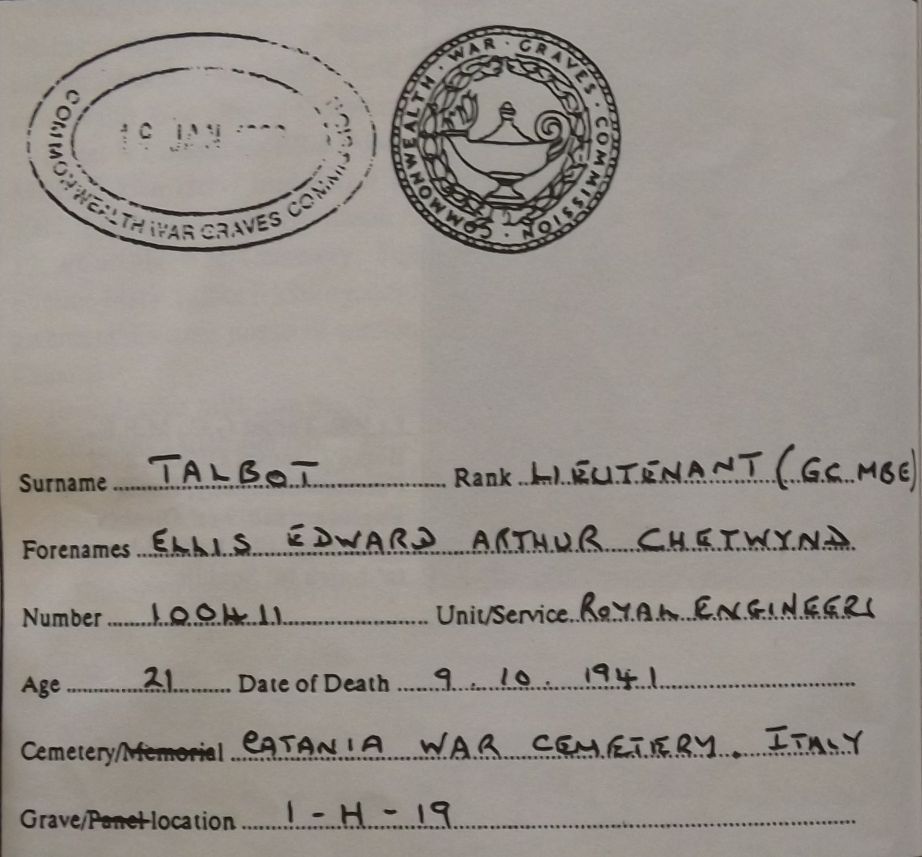 COMMONWEALTH WAR GRAVES COMMISSION
19 JAN
COMMONWEALTH · WAR · GRAVES · COMMISSION ·
Surname TALBOT Rank LIEUTENANT (GC MBE)
Forenames ELLIS EDWARD ARTHUR CHETWYND
Number 100411 Unit/Service ROYAL ENGINEERS
Age 21 Date of Death 9.10.1941
Cemetery/Memorial CATANIA WAR CEMETERY. ITALY
Grave/Panel location 1-H-19